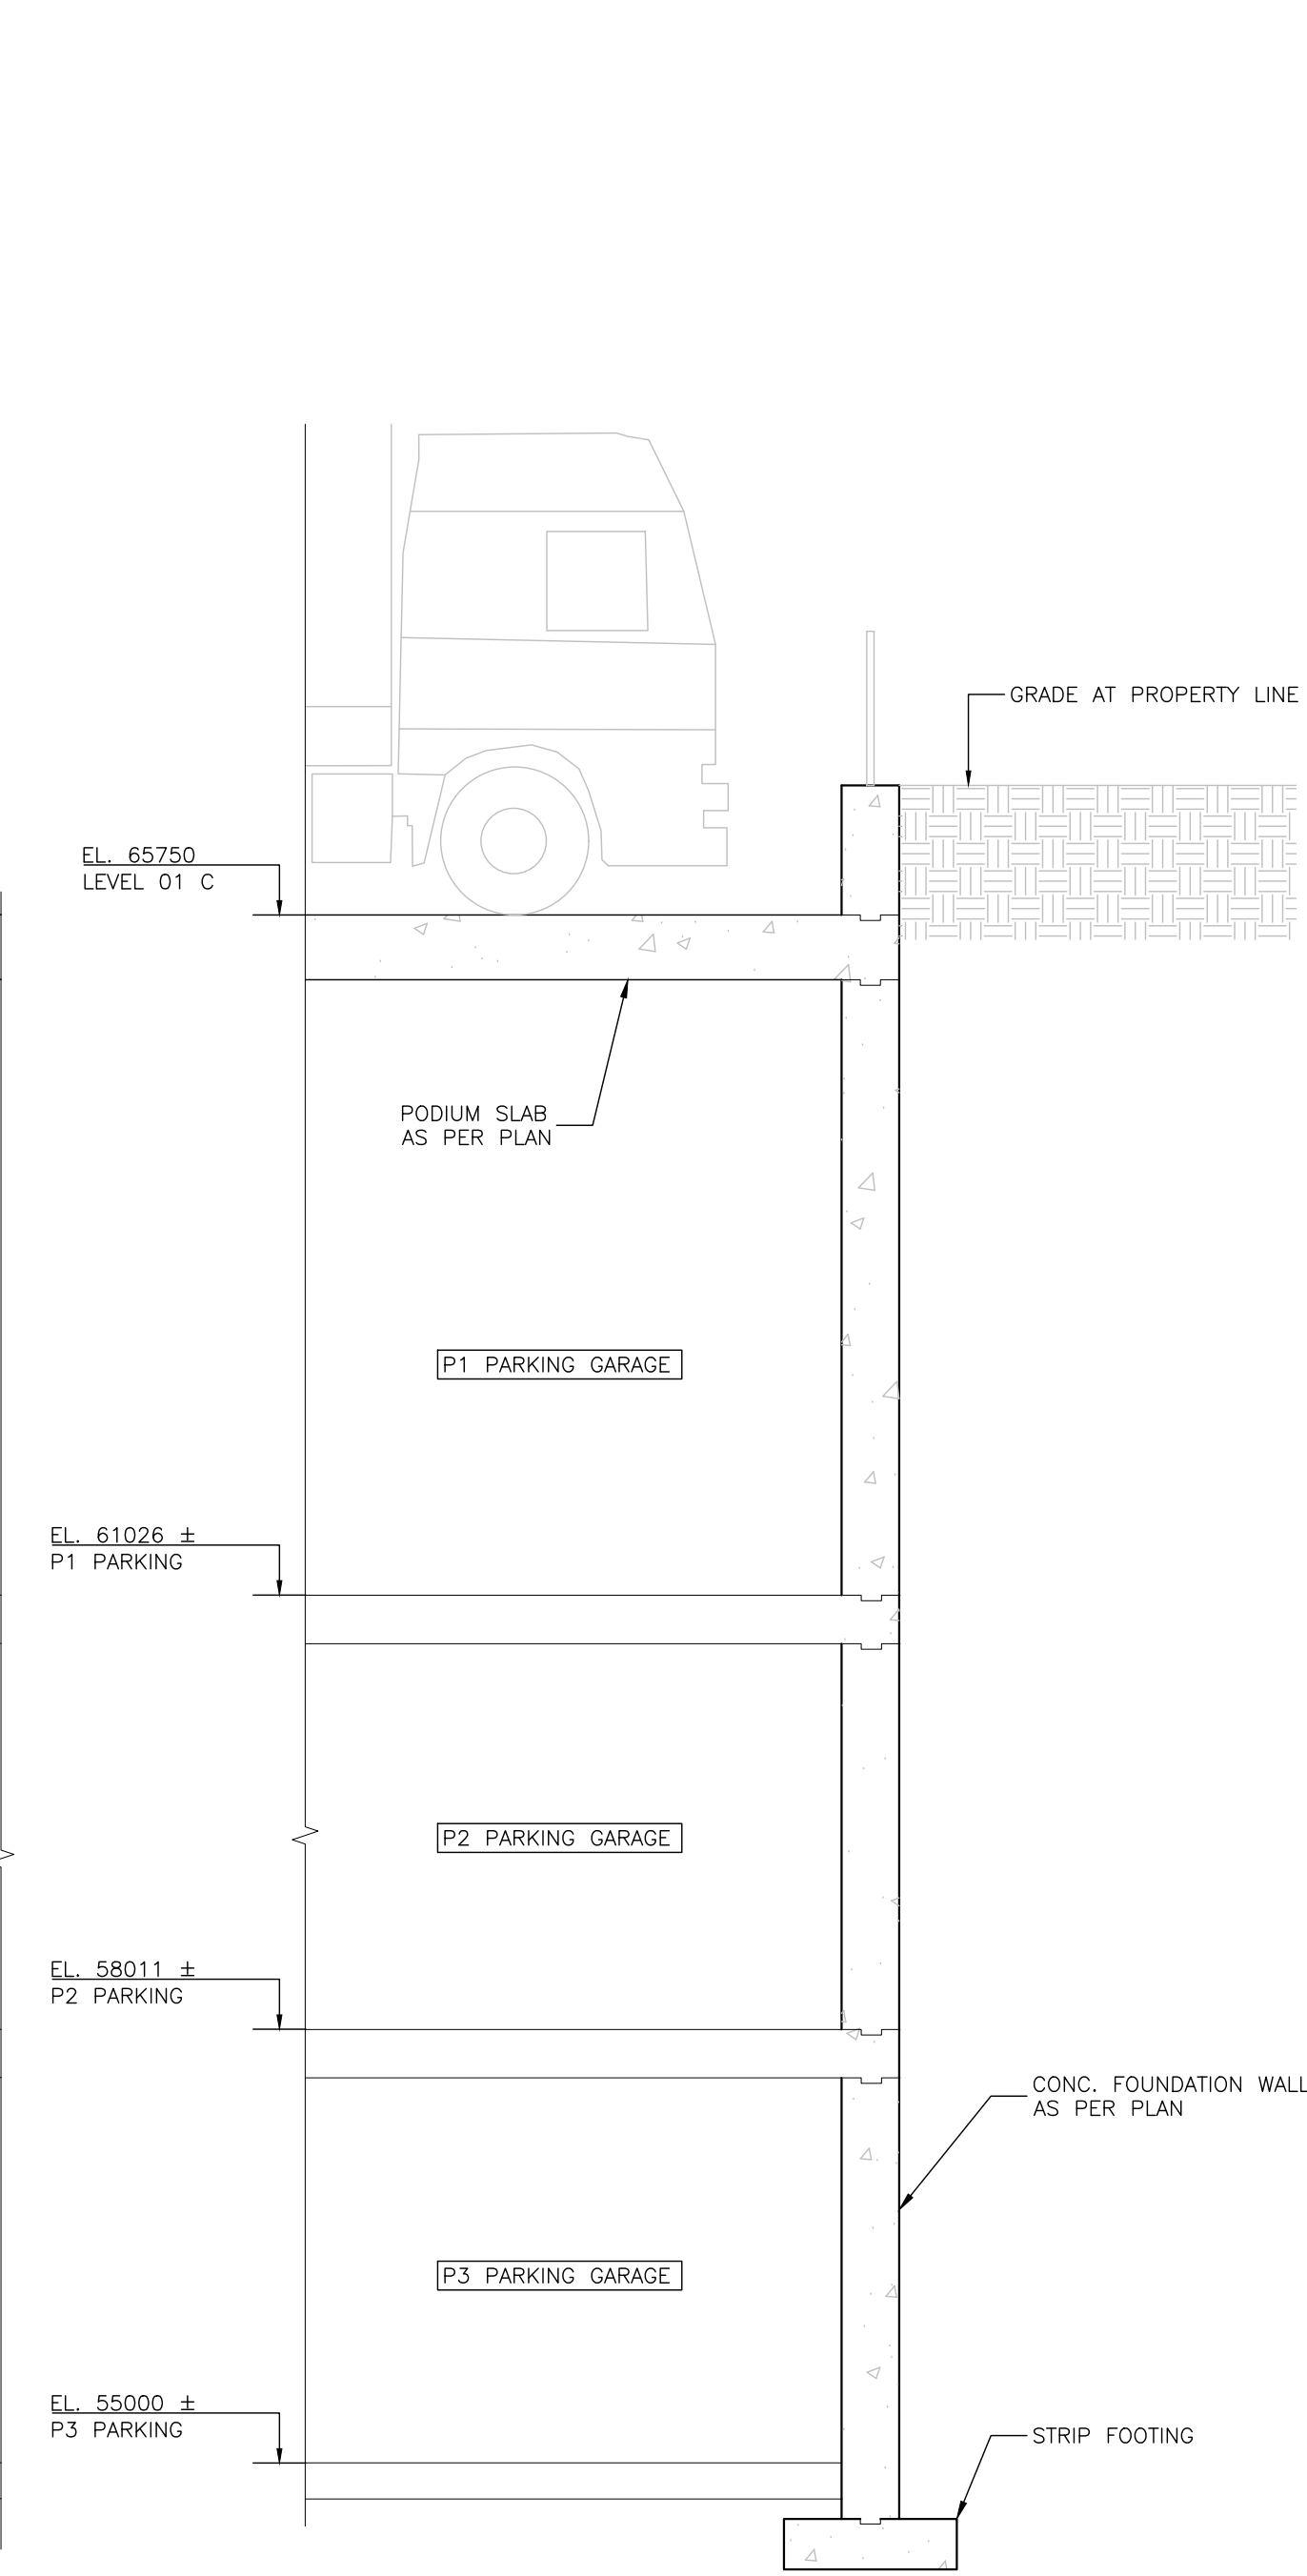 GRADE AT PROPERTY LINE
EL. 65750
LEVEL 01 C
PODIUM SLAB
AS PER PLAN
P1 PARKING GARAGE
EL. 61026 ±
P1 PARKING
P2 PARKING GARAGE
EL. 58011 ±
P2 PARKING
CONC. FOUNDATION WALL
AS PER PLAN
P3 PARKING GARAGE
EL. 55000 ±
P3 PARKING
STRIP FOOTING